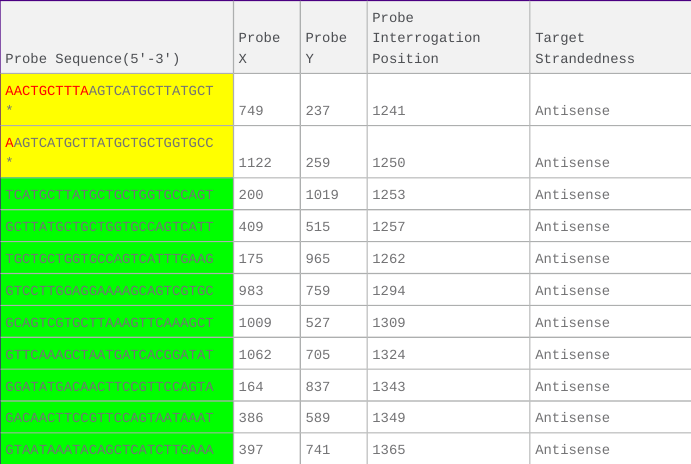 Probe Sequence(5'-3') Probe X Probe Y Probe Interrogation Position Target Strandedness
AACTGCTTTAAGTCATGCTTATGCT * 749 237 1241 Antisense
AAGTCATGCTTATGCTGCTGGTGCC * 1122 259 1250 Antisense
TCATGCTTATGCTGCTGGTGCCAGT 200 1019 1253 Antisense
GCTTATGCTGCTGGTGCCAGTCATT 409 515 1257 Antisense
TGCTGCTGGTGCCAGTCATTTGAAG 175 965 1262 Antisense
GTCCTTGGAGGAAAAGCAGTCGTGC 983 759 1294 Antisense
GCAGTCGTGCTTAAAGTTCAAAGCT 1009 527 1309 Antisense
GTTCAAAGCTAATGATCACGGATAT 1062 705 1324 Antisense
GGATATGACAACTTCCGTTCCAGTA 164 837 1343 Antisense
GACAACTTCCGTTCCAGTAATAAAT 386 589 1349 Antisense
GTAATAAATACAGCTCATCTTGAAA 397 741 1365 Antisense